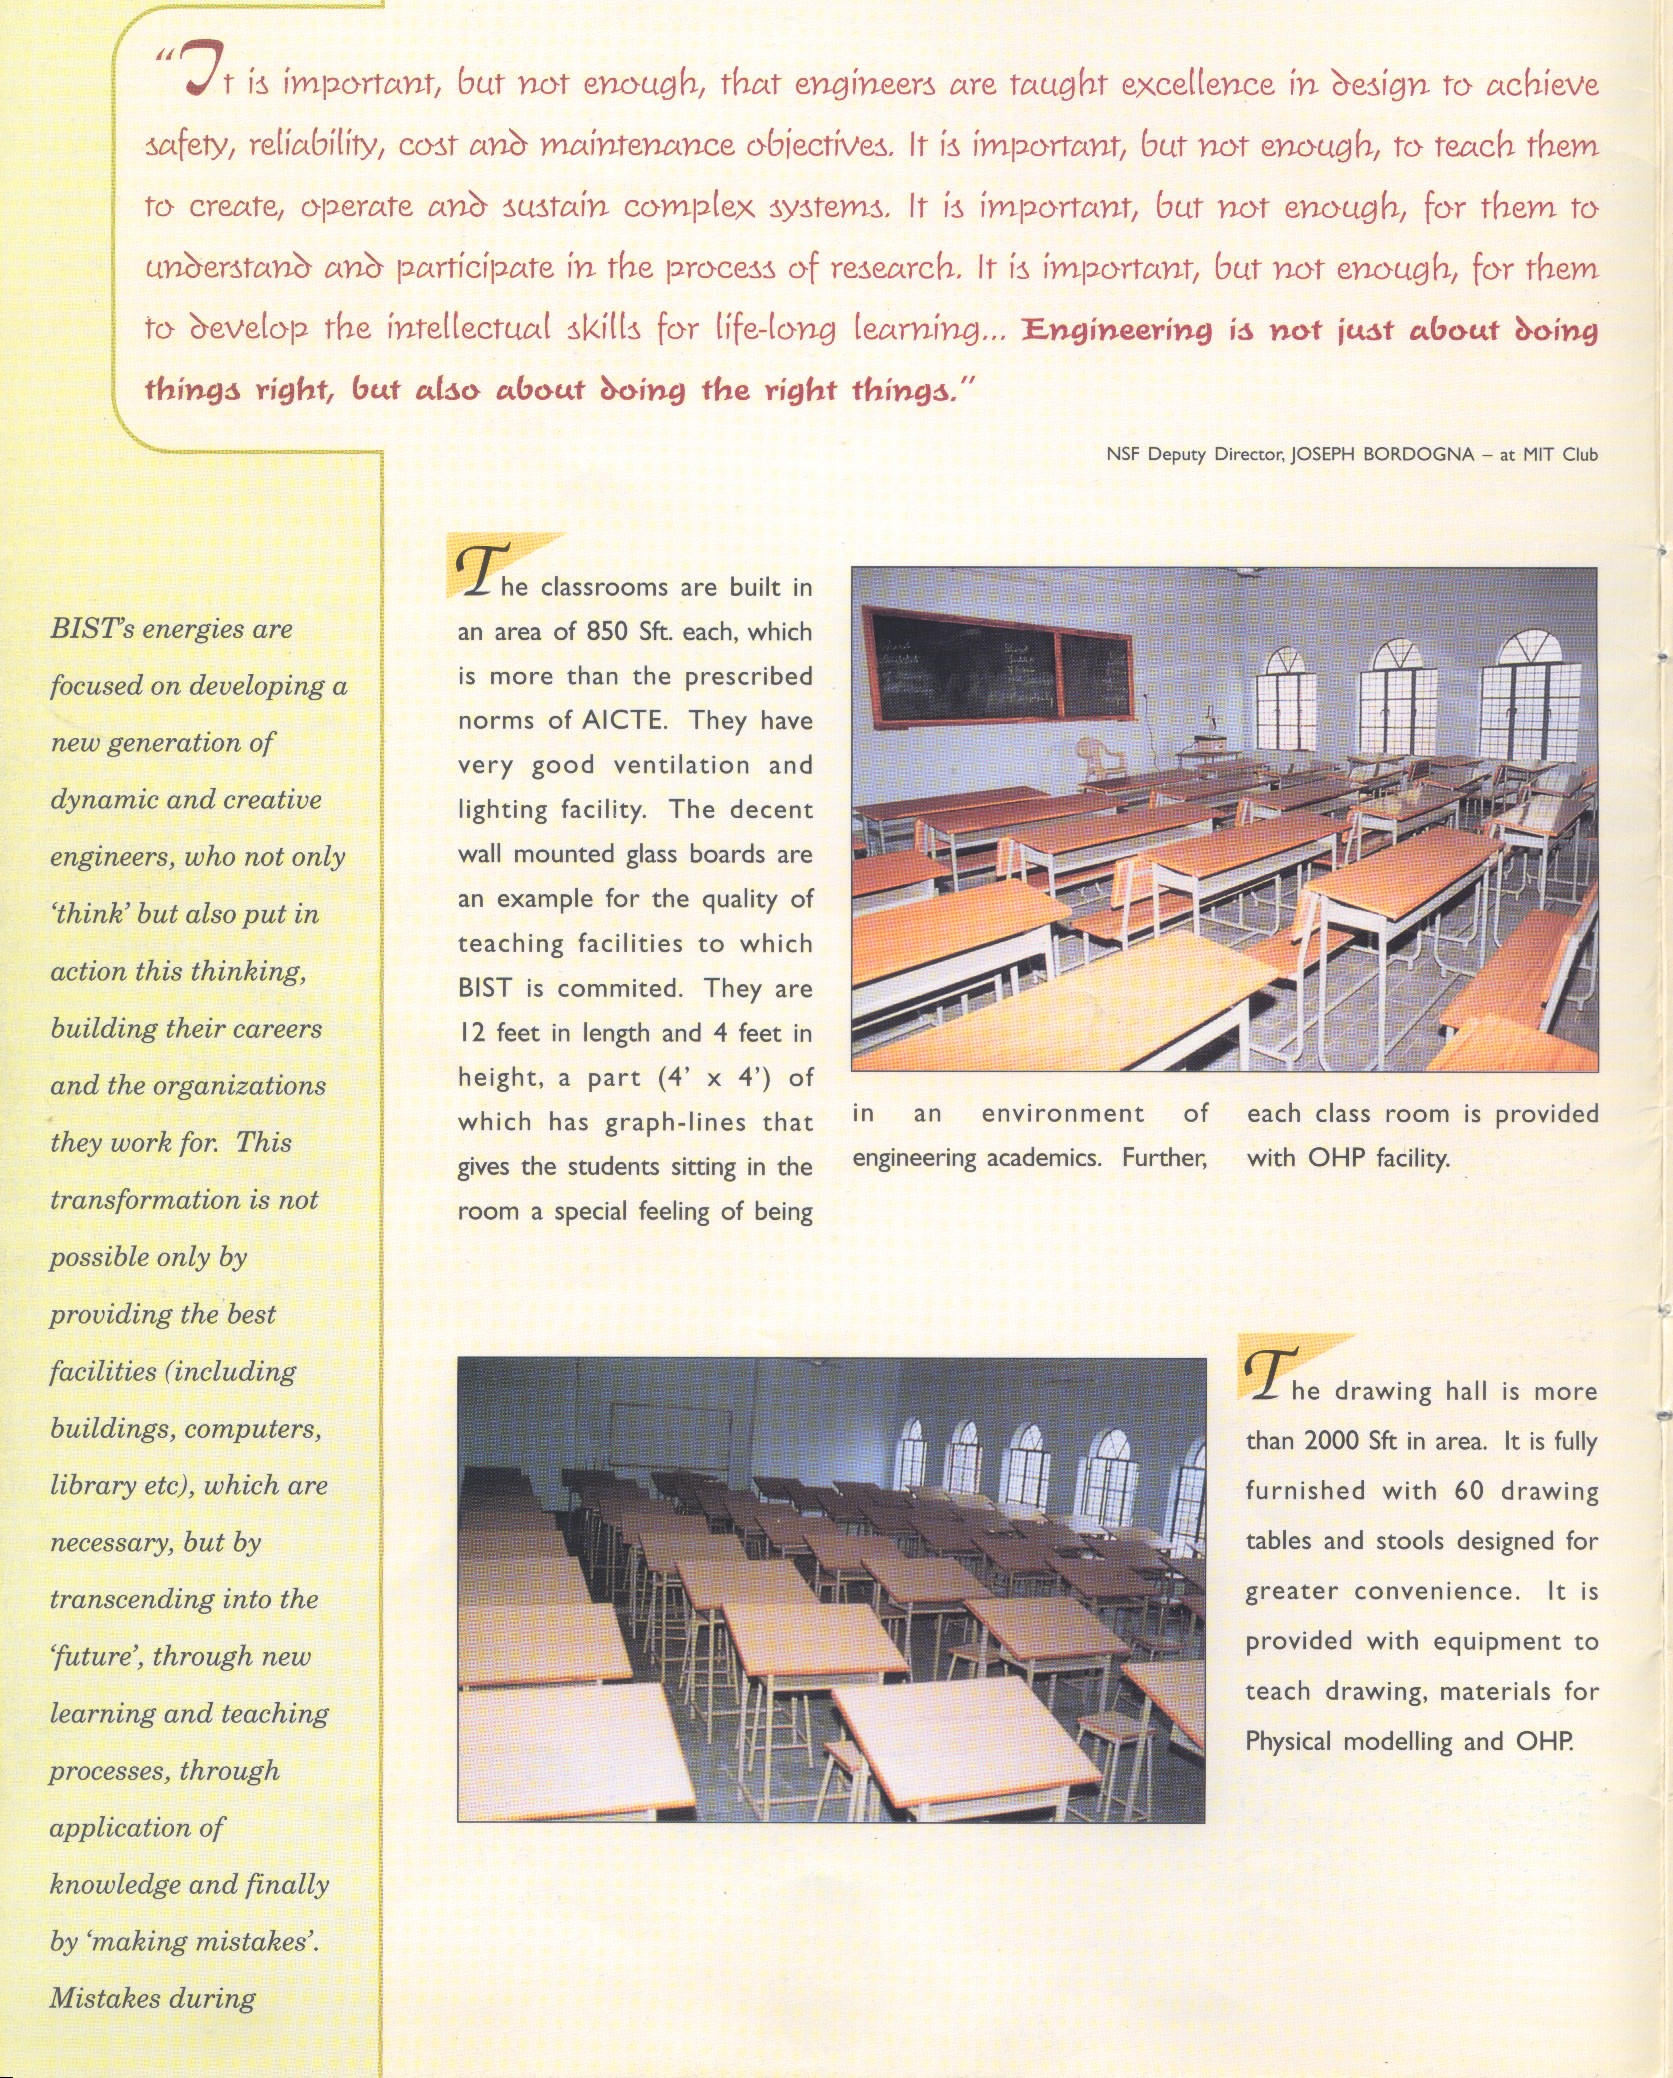 “It is important, but not enough, that engineers are taught excellence in design to achieve
safety, reliability, cost and maintenance objectives. It is important, but not enough, to teach them
to create, operate and sustain complex systems. It is important, but not enough, for them to
understand and participate in the process of research. It is important, but not enough, for them
to develop the intellectual skills for life-long learning... Engineering is not just about doing
things right, but also about doing the right things.”
NSF Deputy Director, JOSEPH BORDOGNA – at MIT Club
BIST’s energies are
focused on developing a
new generation of
dynamic and creative
engineers, who not only
‘think’ but also put in
action this thinking,
building their careers
and the organizations
they work for. This
transformation is not
possible only by
providing the best
facilities (including
buildings, computers,
library etc), which are
necessary, but by
transcending into the
‘future’, through new
learning and teaching
processes, through
application of
knowledge and finally
by ‘making mistakes’.
Mistakes during
The classrooms are built in
an area of 850 Sft. each, which
is more than the prescribed
norms of AICTE. They have
very good ventilation and
lighting facility. The decent
wall mounted glass boards are
an example for the quality of
teaching facilities to which
BIST is commited. They are
12 feet in length and 4 feet in
height, a part (4’ x 4’) of
which has graph-lines that
gives the students sitting in the
room a special feeling of being
in an environment of
engineering academics. Further,
each class room is provided
with OHP facility.
The drawing hall is more
than 2000 Sft in area. It is fully
furnished with 60 drawing
tables and stools designed for
greater convenience. It is
provided with equipment to
teach drawing, materials for
Physical modelling and OHP.